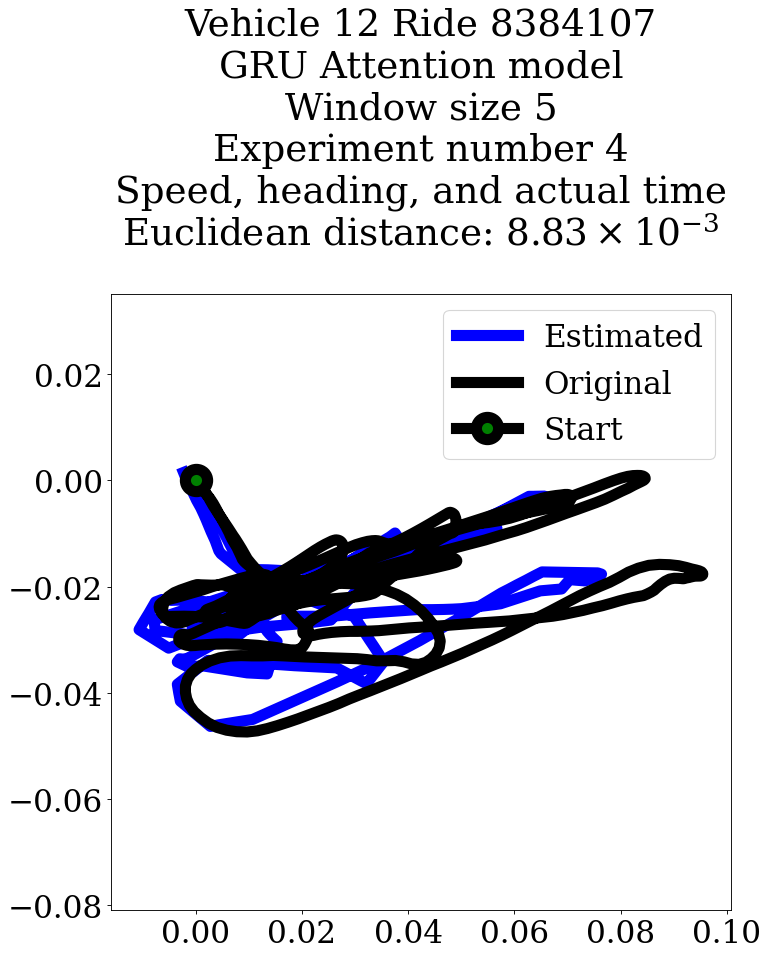 Vehicle 12 Ride 8384107
GRU Attention model
Window size 5
Experiment number 4
Speed, heading, and actual time
Euclidean distance: 8.83 × 10⁻³
Estimated
Original
Start
0.02
0.00
−0.02
−0.04
−0.06
−0.08
0.00 0.02 0.04 0.06 0.08 0.10